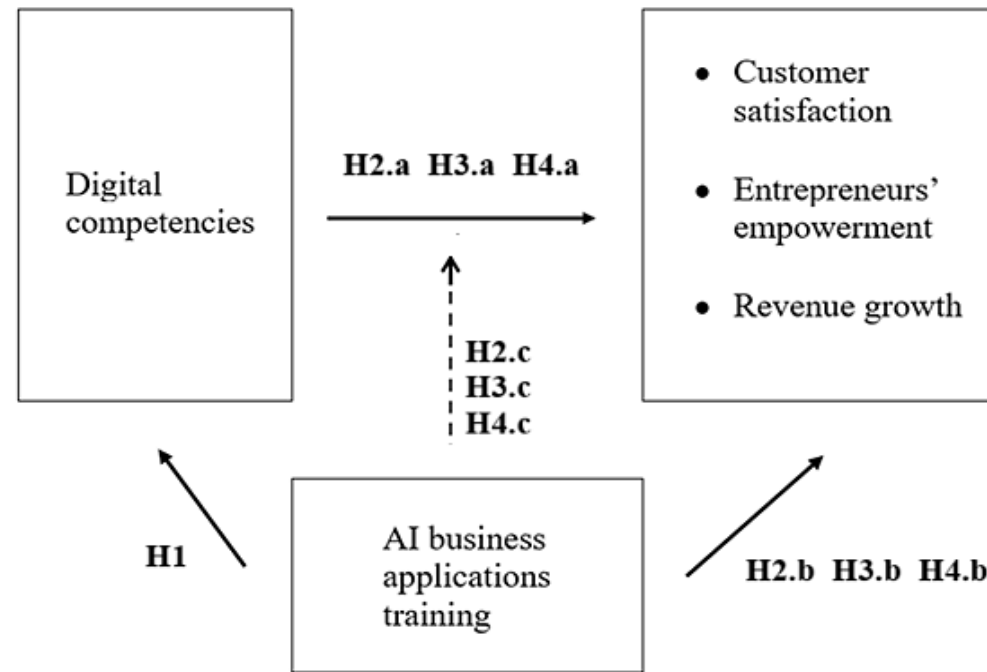 Digital
competencies
H2.a H3.a H4.a
● Customer
satisfaction
● Entrepreneurs’
empowerment
● Revenue growth
H2.c
H3.c
H4.c
H1
AI business
applications
training
H2.b H3.b H4.b